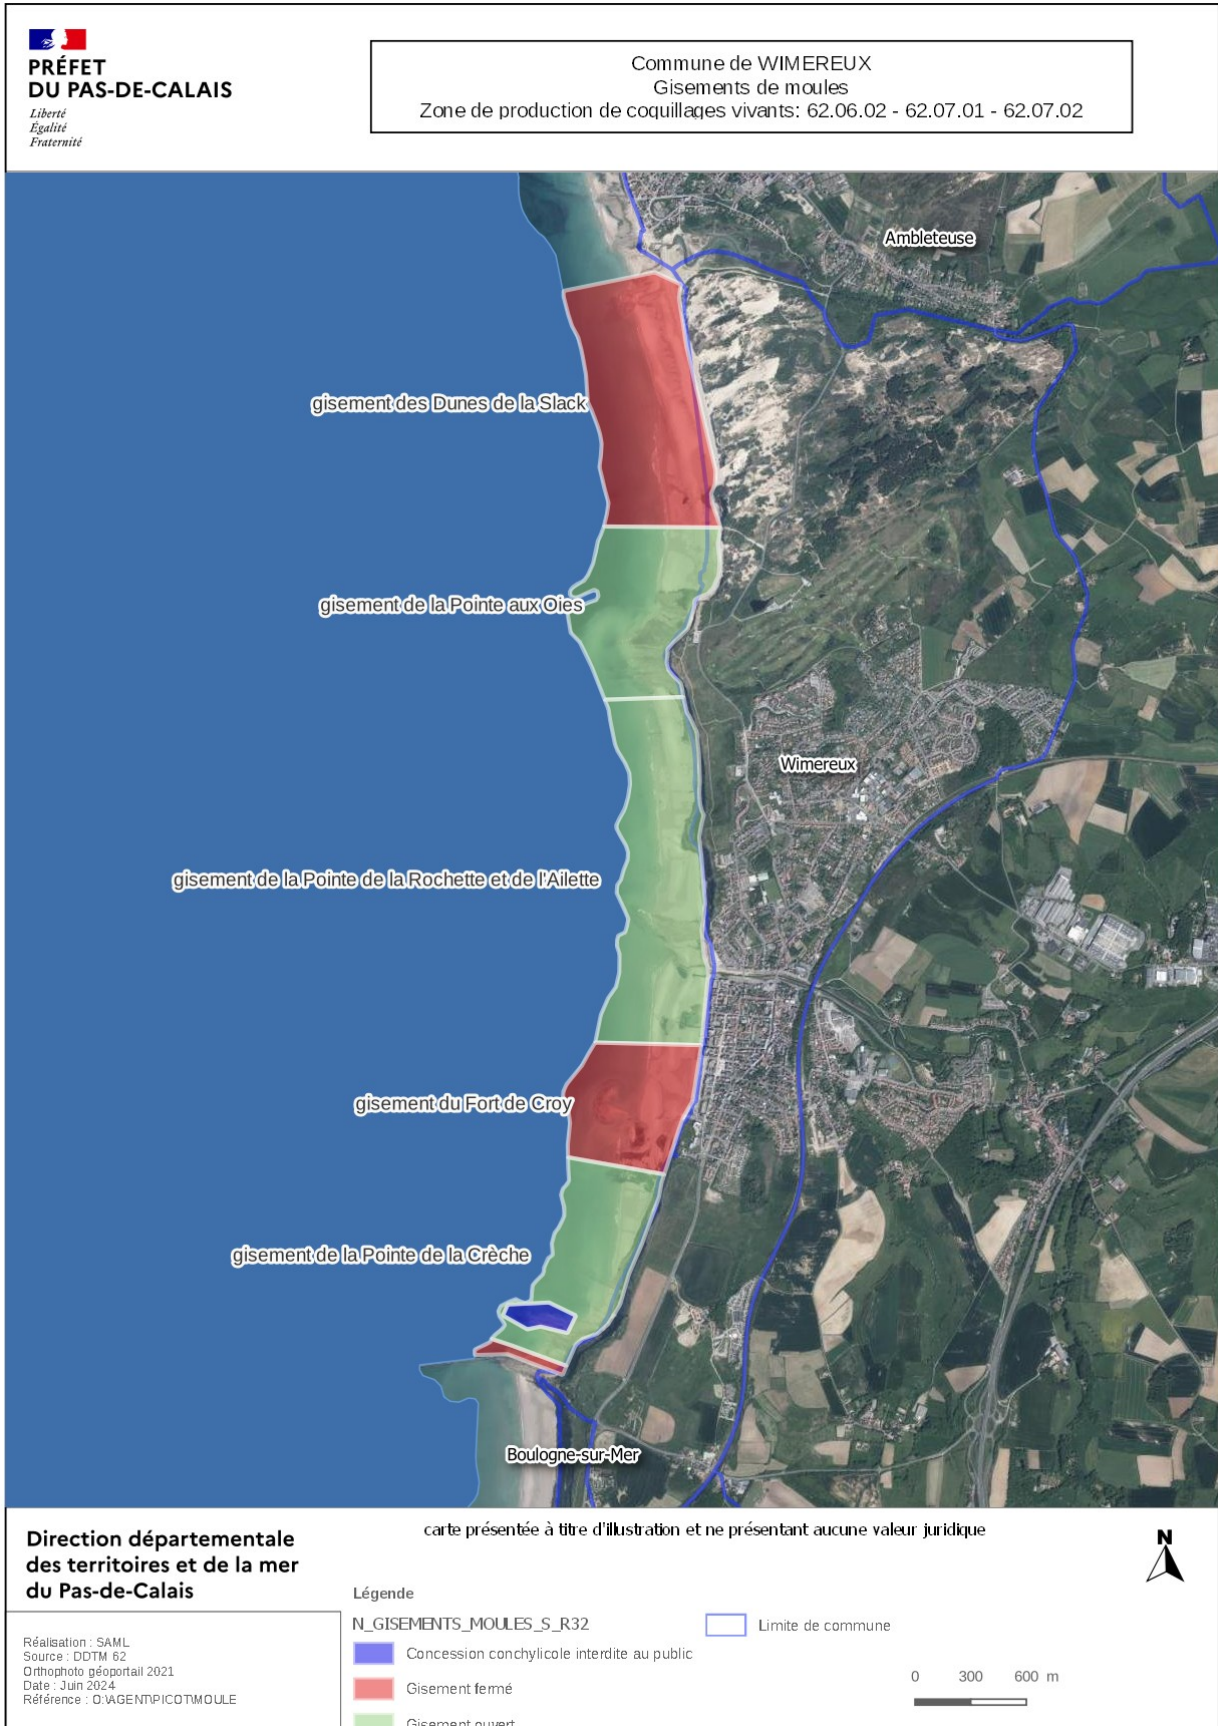 PRÉFET
DU PAS-DE-CALAIS
Liberté
Égalité
Fraternité
Commune de WIMEREUX
Gisements de moules
Zone de production de coquillages vivants: 62.06.02 - 62.07.01 - 62.07.02
Ambleteuse
gisement des Dunes de la Slack
gisement de la Pointe aux Oies
Wimereux
gisement de la Pointe de la Rochette et de l'Ailette
gisement du Fort de Croy
gisement de la Pointe de la Crèche
Boulogne-sur-Mer
carte présentée à titre d'illustration et ne présentant aucune valeur juridique
N
Direction départementale
des territoires et de la mer
du Pas-de-Calais
Réalisation : SAML
Source : DDTM 62
Orthophoto géoportail 2021
Date : Juin 2024
Référence : O:\AGENT\PICOT\MOULE
Légende
N_GISEMENTS_MOULES_S_R32
Concession conchylicole interdite au public
Gisement fermé
Gisement ouvert
Limite de commune
0 300 600 m